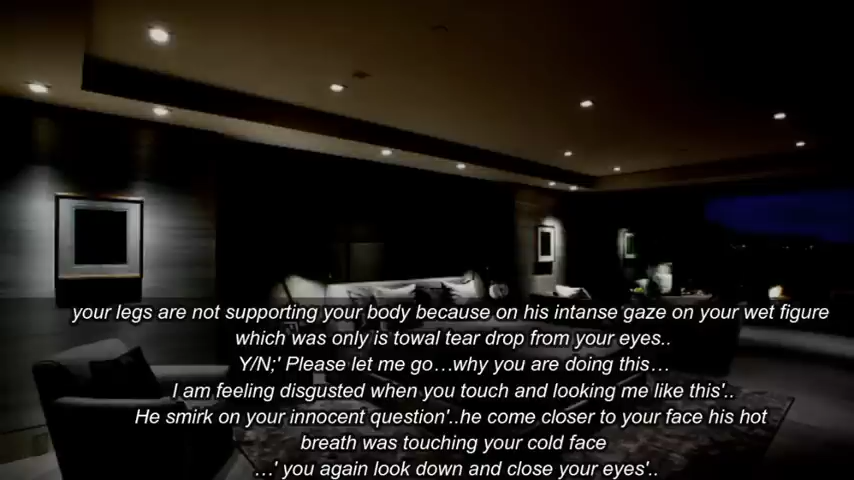 your legs are not supporting your body because on his intanse gaze on your wet figure
which was only is towal tear drop from your eyes..
Y/N;' Please let me go…why you are doing this…
I am feeling disgusted when you touch and looking me like this'..
He smirk on your innocent question'..he come closer to your face his hot
breath was touching your cold face
…' you again look down and close your eyes'..